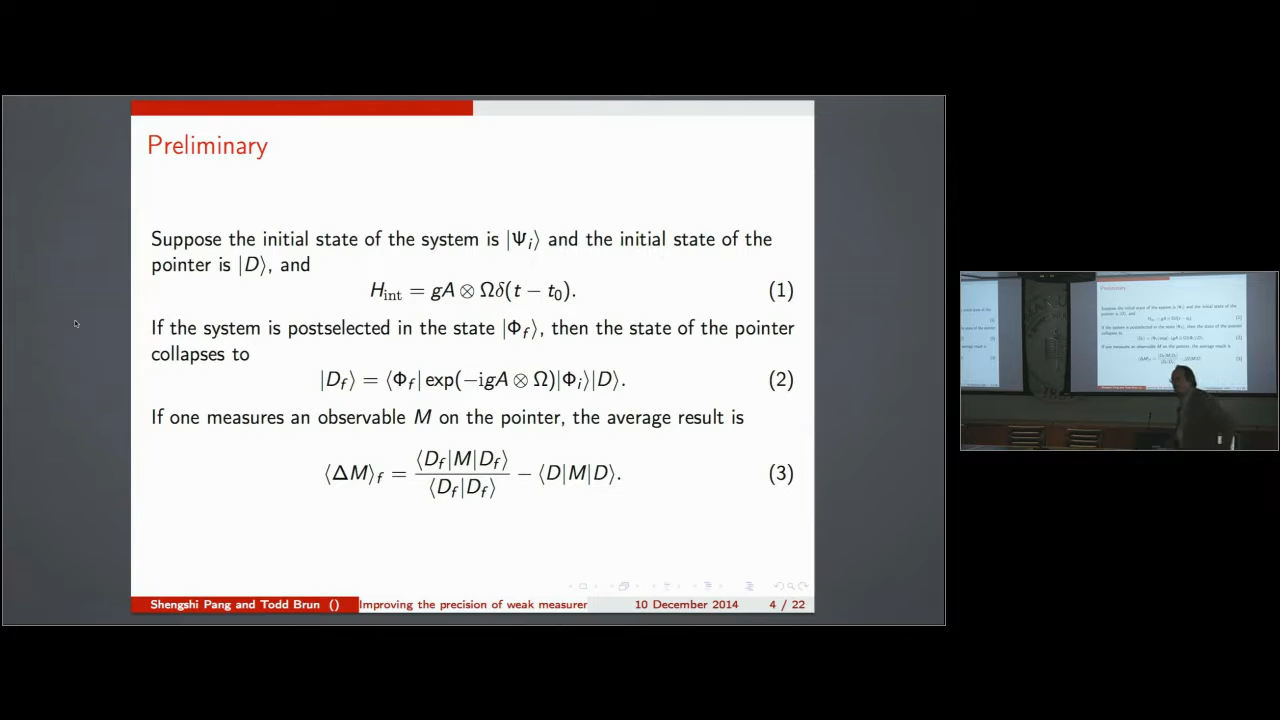 Preliminary
Suppose the initial state of the system is |Ψᵢ⟩ and the initial state of the
pointer is |D⟩, and
H_int = gA ⊗ Ωδ(t − t₀). (1)
If the system is postselected in the state |Φ_f⟩, then the state of the pointer
collapses to
|D_f⟩ = ⟨Φ_f| exp(−igA ⊗ Ω)|Φᵢ⟩|D⟩. (2)
If one measures an observable M on the pointer, the average result is
⟨ΔM⟩_f = ⟨D_f|M|D_f⟩ / ⟨D_f|D_f⟩ − ⟨D|M|D⟩. (3)
Shengshi Pang and Todd Brun () Improving the precision of weak measurer 10 December 2014 4 / 22